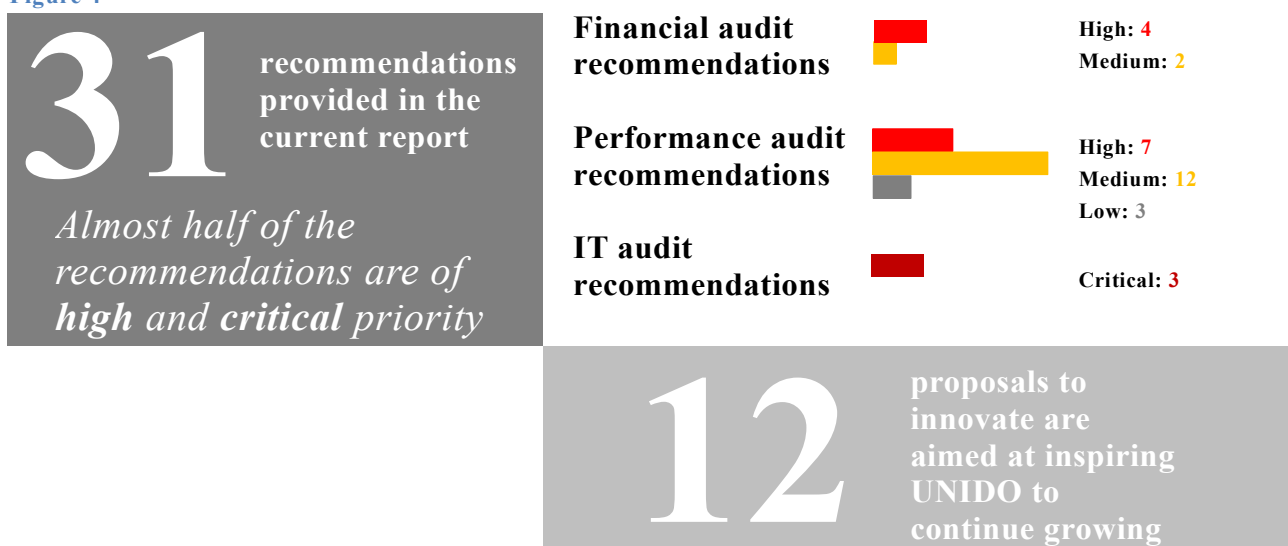 31
recommendations
provided in the
current report
Almost half of the
recommendations are of
high and critical priority
Financial audit
recommendations
High: 4
Medium: 2
Performance audit
recommendations
High: 7
Medium: 12
Low: 3
IT audit
recommendations
Critical: 3
12
proposals to
innovate are
aimed at inspiring
UNIDO to
continue growing